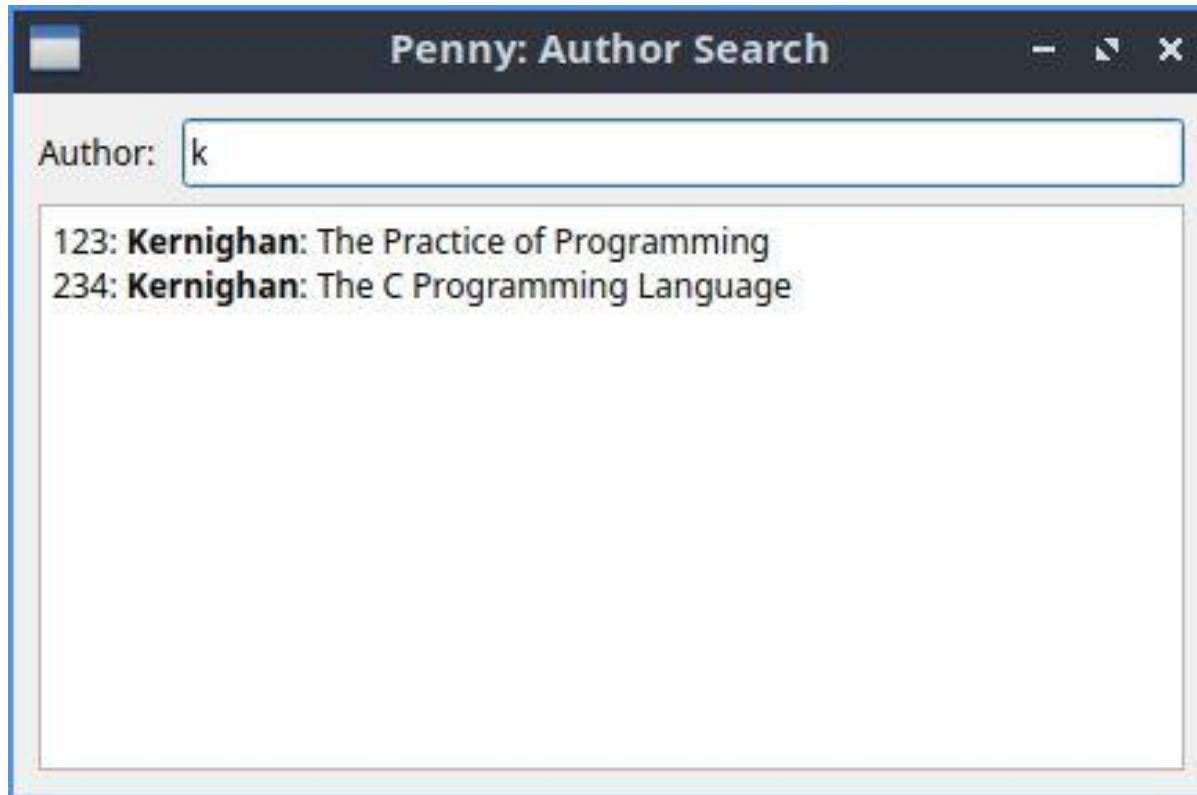 Penny: Author Search
Author: k
123: Kernighan: The Practice of Programming
234: Kernighan: The C Programming Language